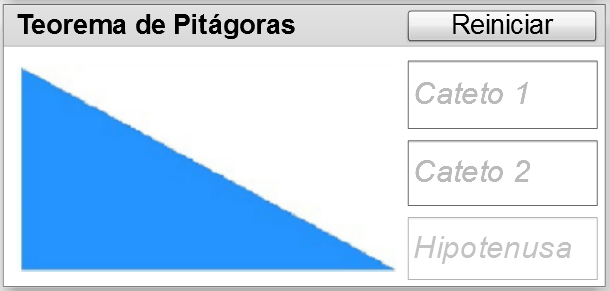 Teorema de Pitágoras
Reiniciar
Cateto 1
Cateto 2
Hipotenusa